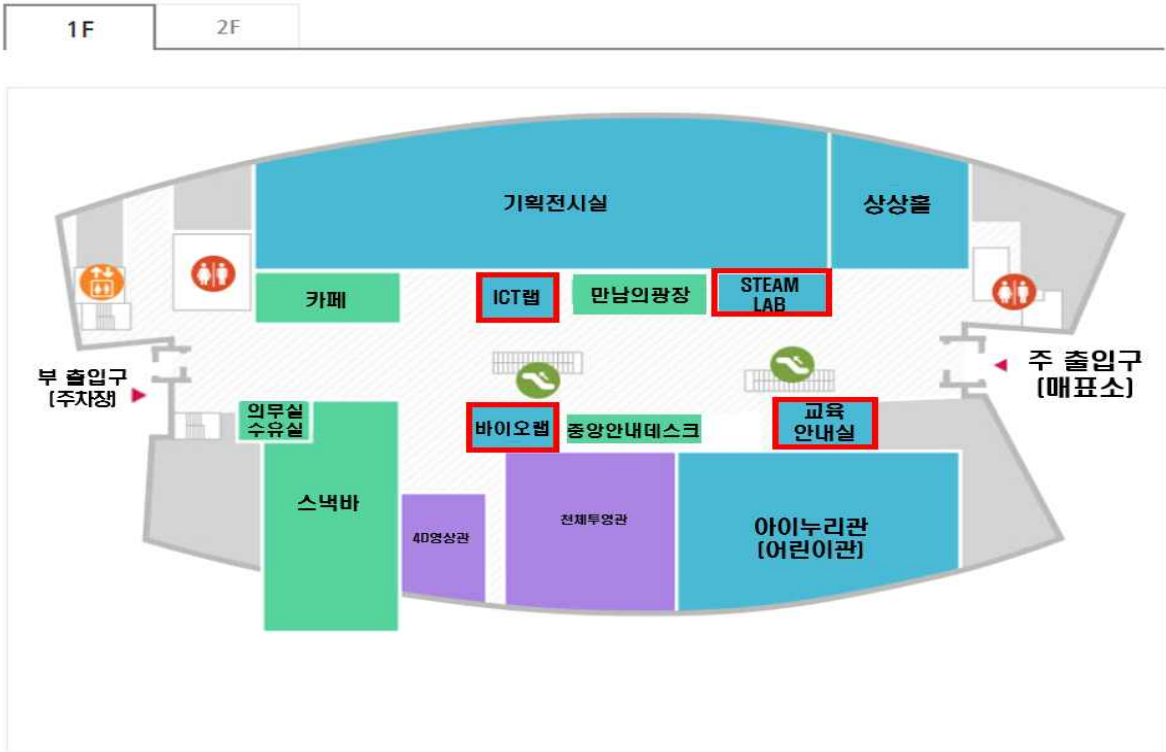 1F
2F
기획전시실
상상홀
카페
ICT랩
만남의광장
STEAM
LAB
부 출입구
(주차장)
주 출입구
(매표소)
의무실
수유실
바이오랩
중앙안내데스크
교육
안내실
스낵바
4D영상관
천체투영관
아이누리관
(어린이관)